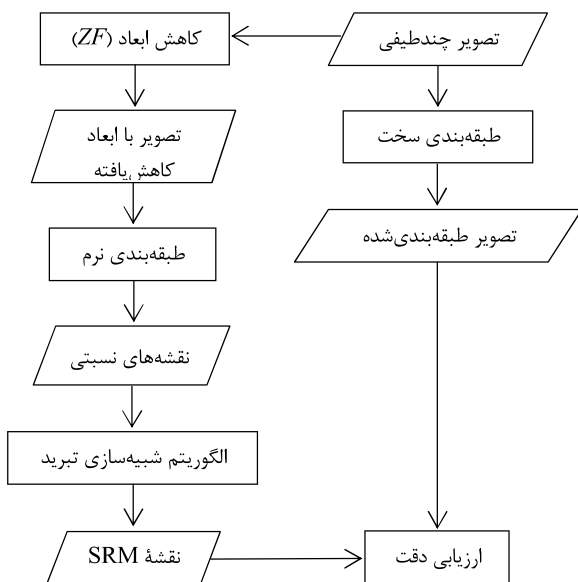 تصویر چندطیفی
کاهش ابعاد (ZF)
طبقه‌بندی سخت
تصویر با ابعاد
کاهش‌یافته
تصویر طبقه‌بندی‌شده
طبقه‌بندی نرم
نقشه‌های نسبتی
الگوریتم شبیه‌سازی تبرید
ارزیابی دقت
نقشۀ SRM